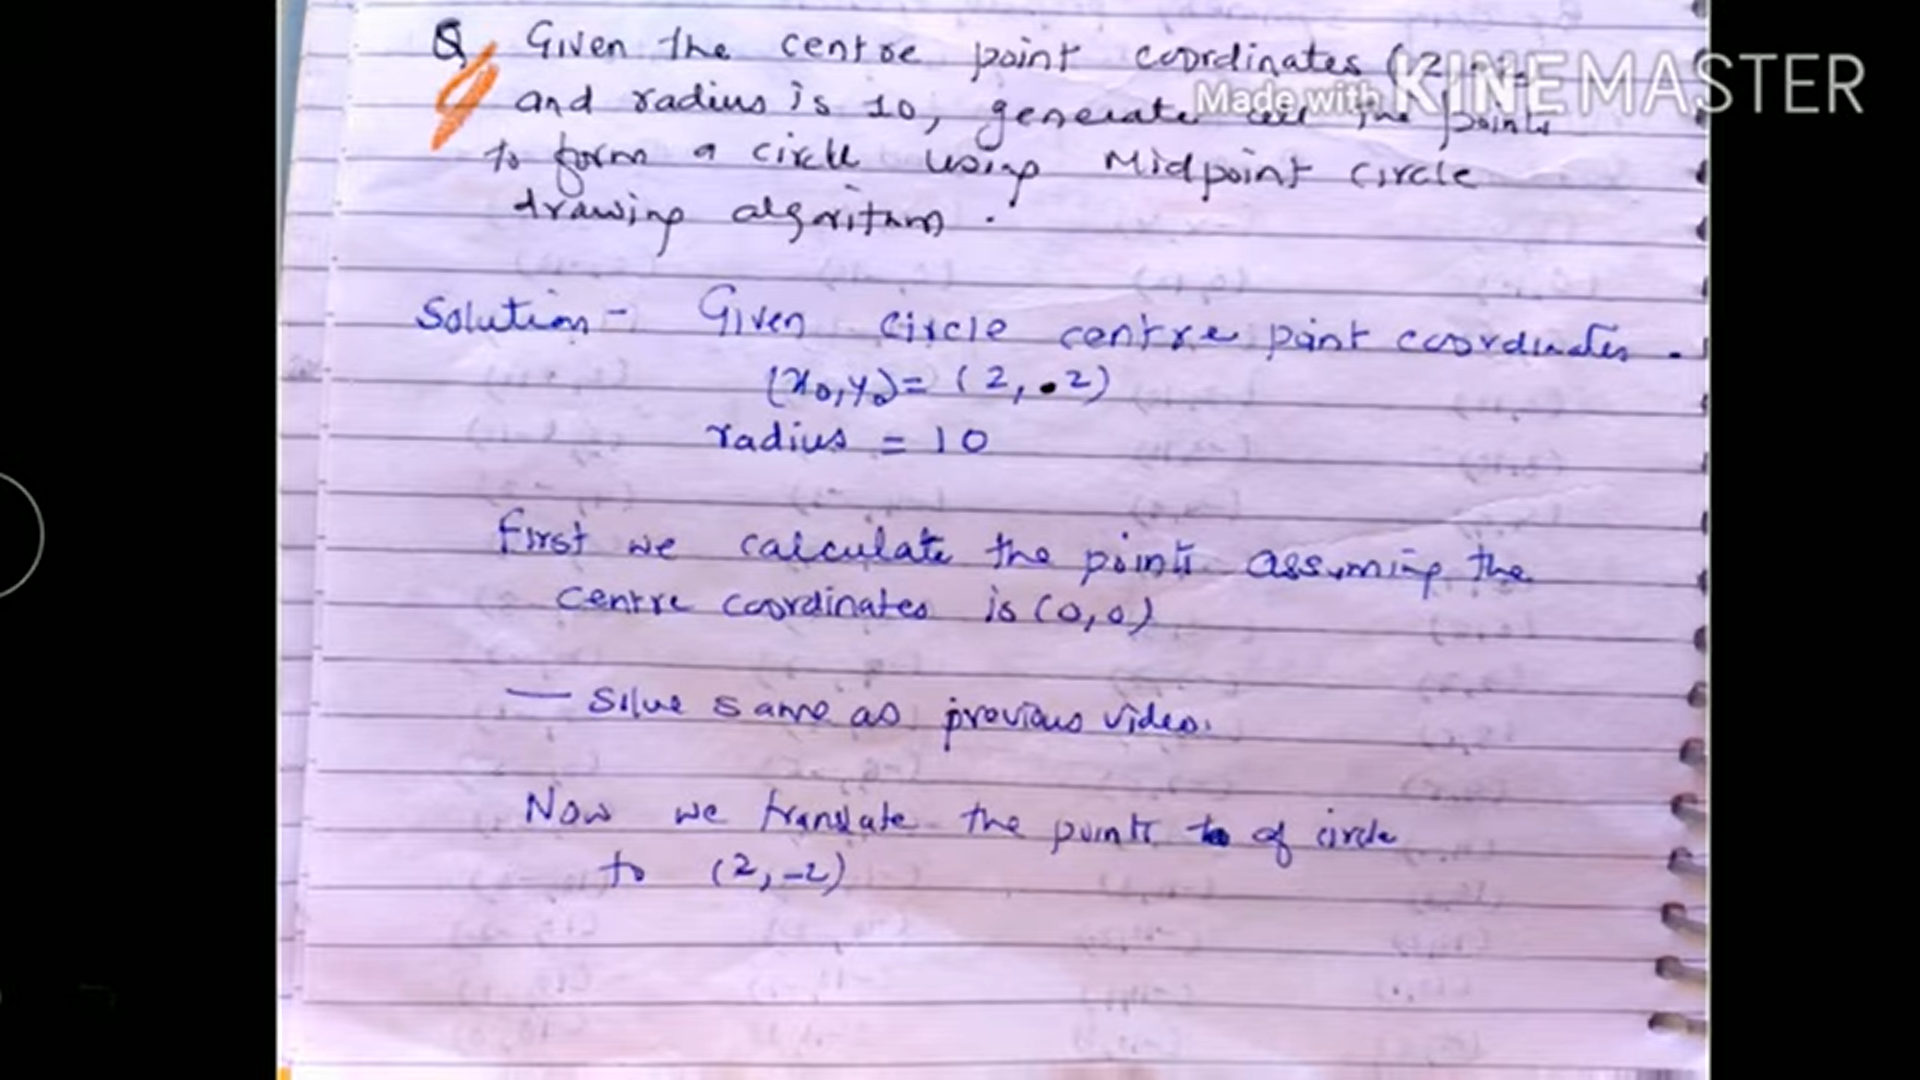 Q Given the centre point coordinates (2
Made with KINEMASTER
and radius is 10, generate all the points
to form a circle using Midpoint circle
drawing algorithm.
Solution - Given circle centre point coordinates.
(x0,y0) = (2, •2)
radius = 10
First we calculate the points assuming the
centre coordinates is (0,0)
— Solve same as previous video.
Now we translate the points to of circle
to (2,-2)